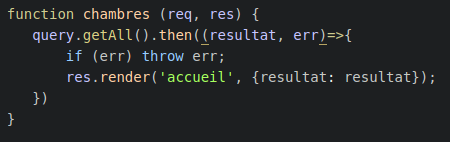 function chambres (req, res) {
query.getAll().then((resultat, err)=>{
if (err) throw err;
res.render('accueil', {resultat: resultat});
})
}